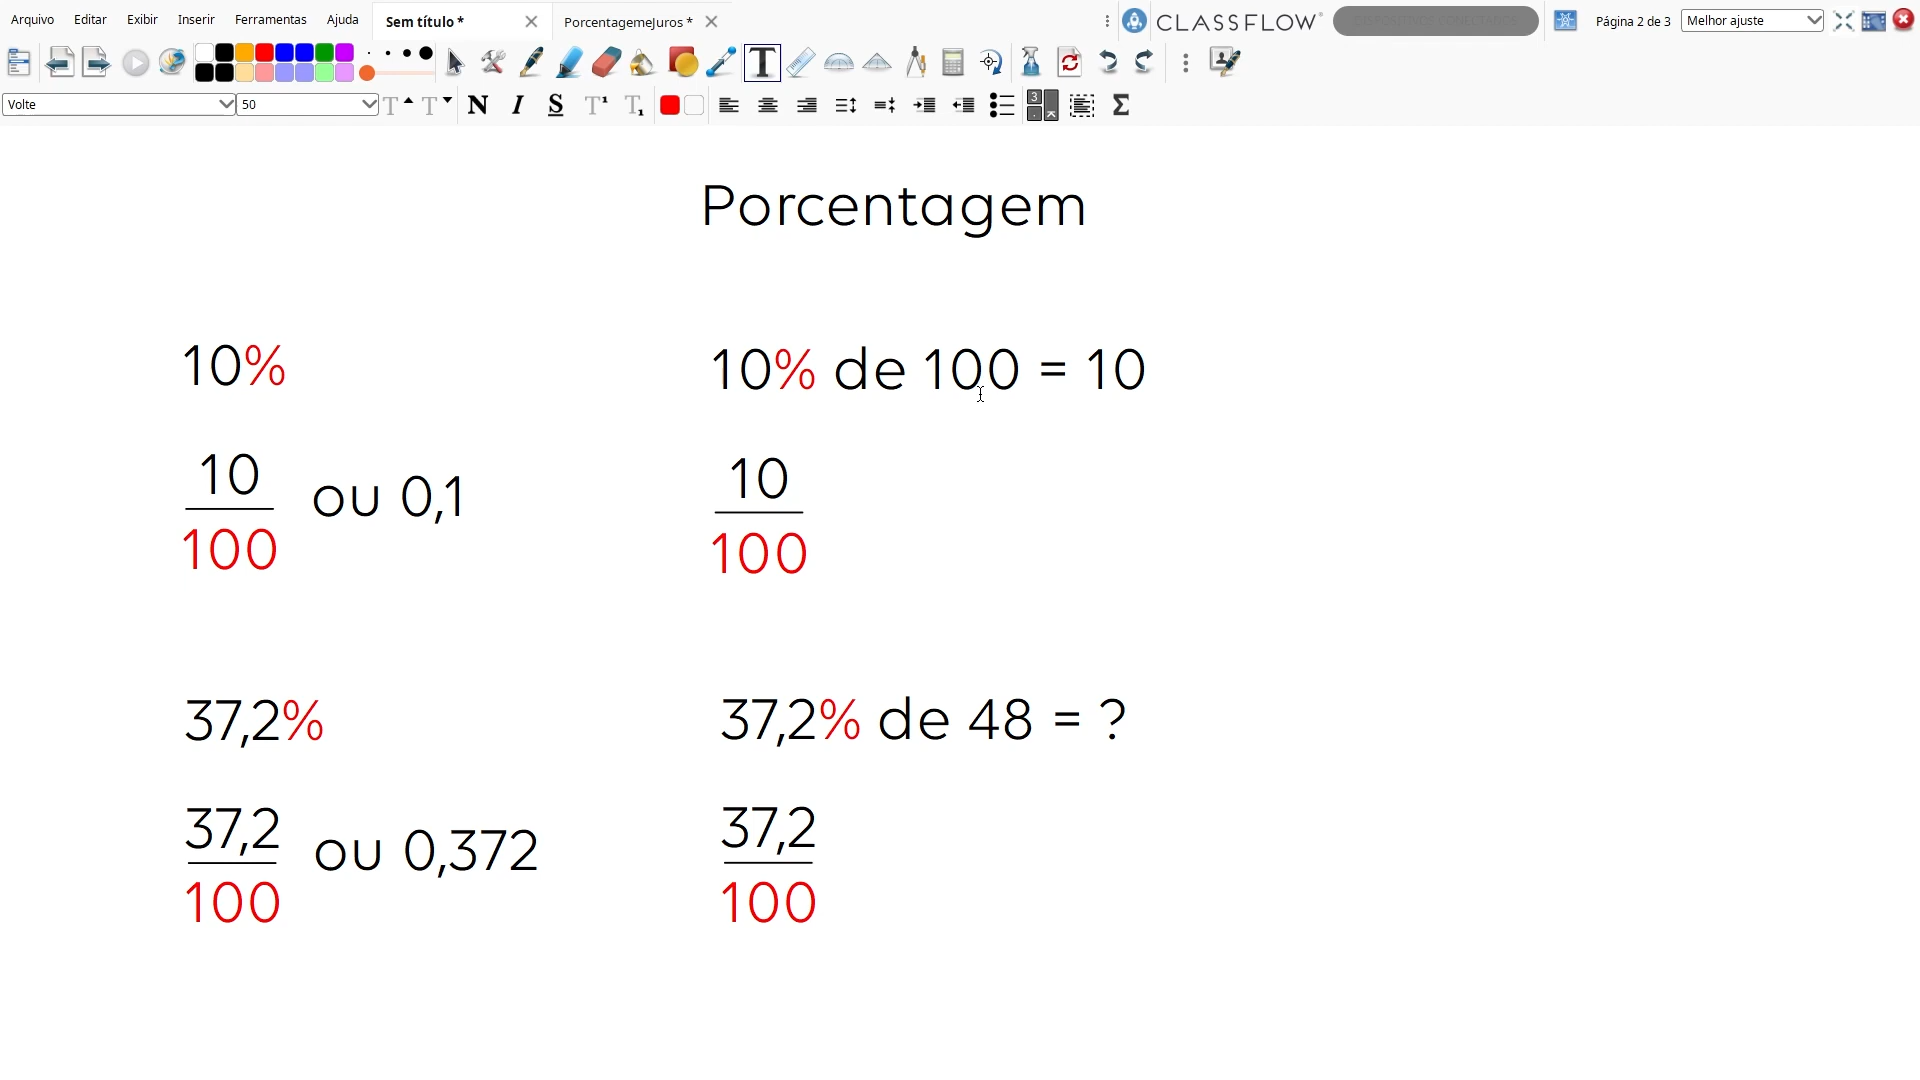 Arquivo Editar Exibir Inserir Ferramentas Ajuda Sem título * PorcentagemeJuros * CLASSFLOW Página 2 de 3 Melhor ajuste
Volte 50 T T N I S T¹ T₁ Σ
Porcentagem
10% 10% de 100 = 10
10 10
ou 0,1
100 100
37,2% 37,2% de 48 = ?
37,2 37,2
ou 0,372
100 100